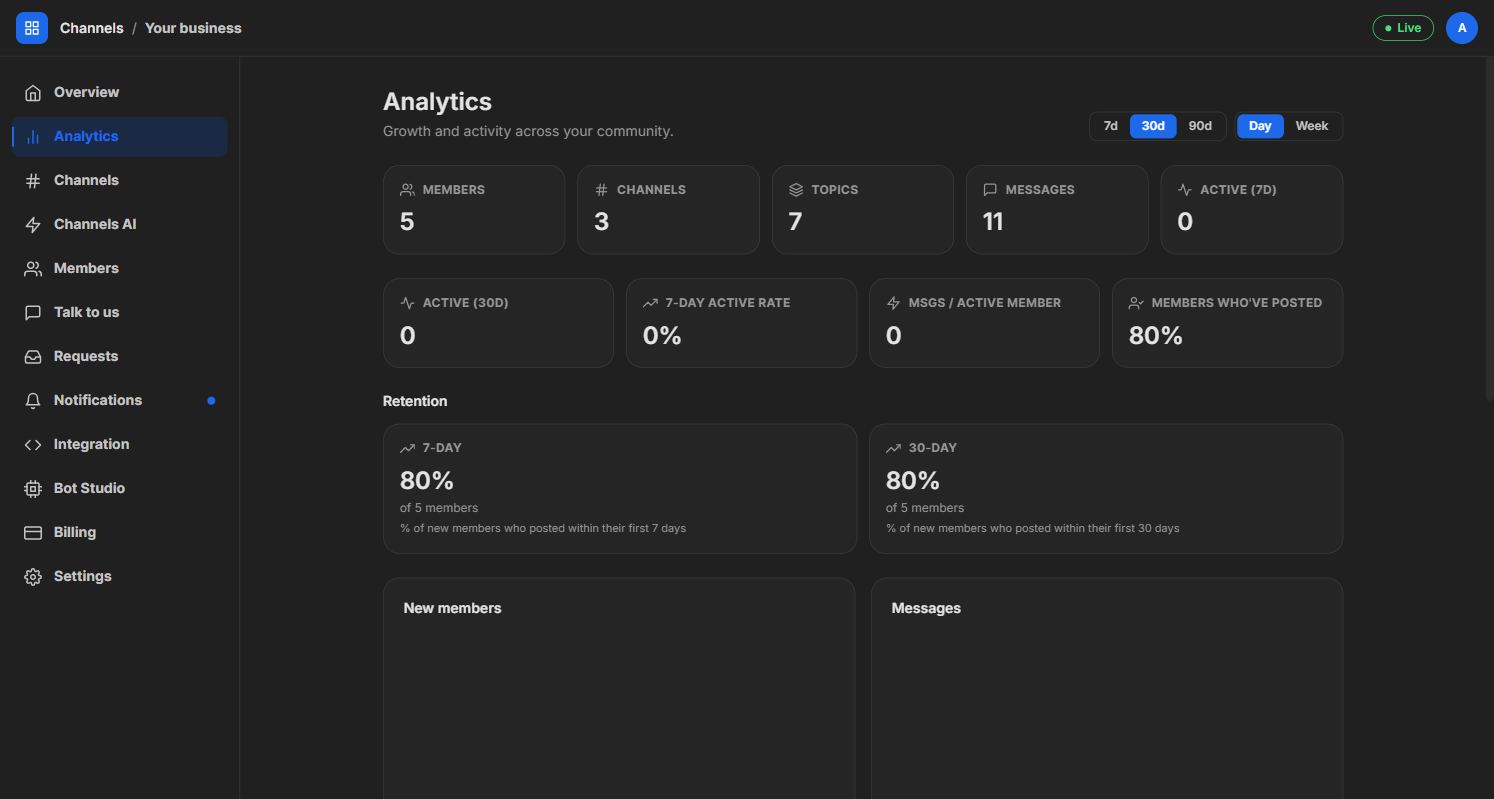 Channels / Your business
Live
A
Overview
Analytics
Channels
Channels AI
Members
Talk to us
Requests
Notifications
Integration
Bot Studio
Billing
Settings
Analytics
Growth and activity across your community.
7d 30d 90d Day Week
MEMBERS
5
CHANNELS
3
TOPICS
7
MESSAGES
11
ACTIVE (7D)
0
ACTIVE (30D)
0
7-DAY ACTIVE RATE
0%
MSGS / ACTIVE MEMBER
0
MEMBERS WHO'VE POSTED
80%
Retention
7-DAY
80%
of 5 members
% of new members who posted within their first 7 days
30-DAY
80%
of 5 members
% of new members who posted within their first 30 days
New members
Messages